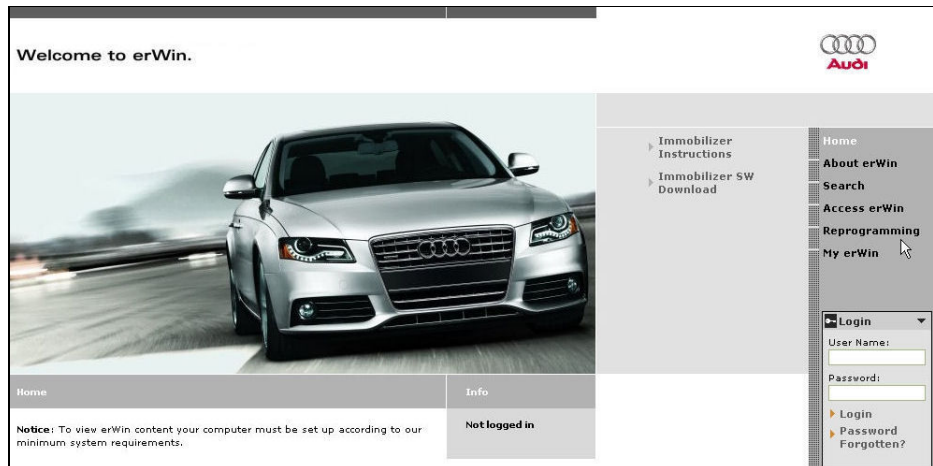 Welcome to erWin.
Audi
Immobilizer
Instructions
Immobilizer SW
Download
Home
About erWin
Search
Access erWin
Reprogramming
My erWin
Login
User Name:
Password:
Login
Password
Forgotten?
Home
Info
Notice: To view erWin content your computer must be set up according to our
minimum system requirements.
Not logged in